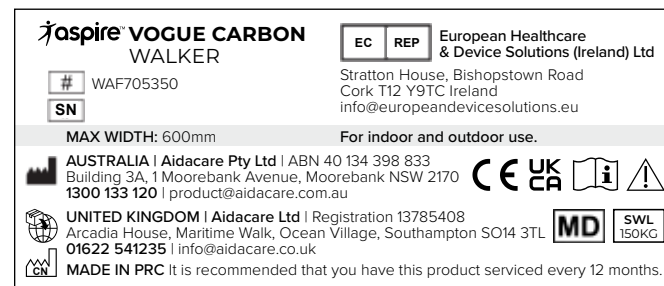 aspire™ VOGUE CARBON
WALKER
# WAF705350
SN
EC REP European Healthcare
& Device Solutions (Ireland) Ltd
Stratton House, Bishopstown Road
Cork T12 Y9TC Ireland
info@europeandevicesolutions.eu
MAX WIDTH: 600mm For indoor and outdoor use.
AUSTRALIA | Aidacare Pty Ltd | ABN 40 134 398 833
Building 3A, 1 Moorebank Avenue, Moorebank NSW 2170
1300 133 120 | product@aidacare.com.au
CE UK CA i
UNITED KINGDOM | Aidacare Ltd | Registration 13785408
Arcadia House, Maritime Walk, Ocean Village, Southampton SO14 3TL
01622 541235 | info@aidacare.co.uk
MD SWL
150KG
CN MADE IN PRC It is recommended that you have this product serviced every 12 months.